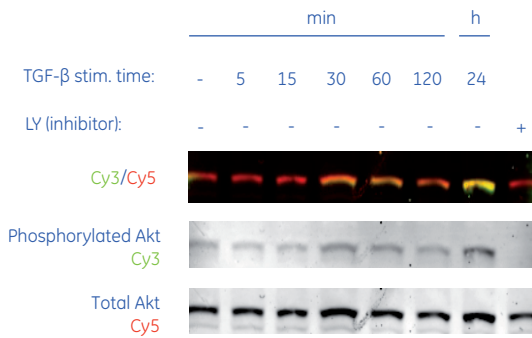 min h
TGF-β stim. time: - 5 15 30 60 120 24
LY (inhibitor): - - - - - - - +
Cy3/Cy5
Phosphorylated Akt
Cy3
Total Akt
Cy5